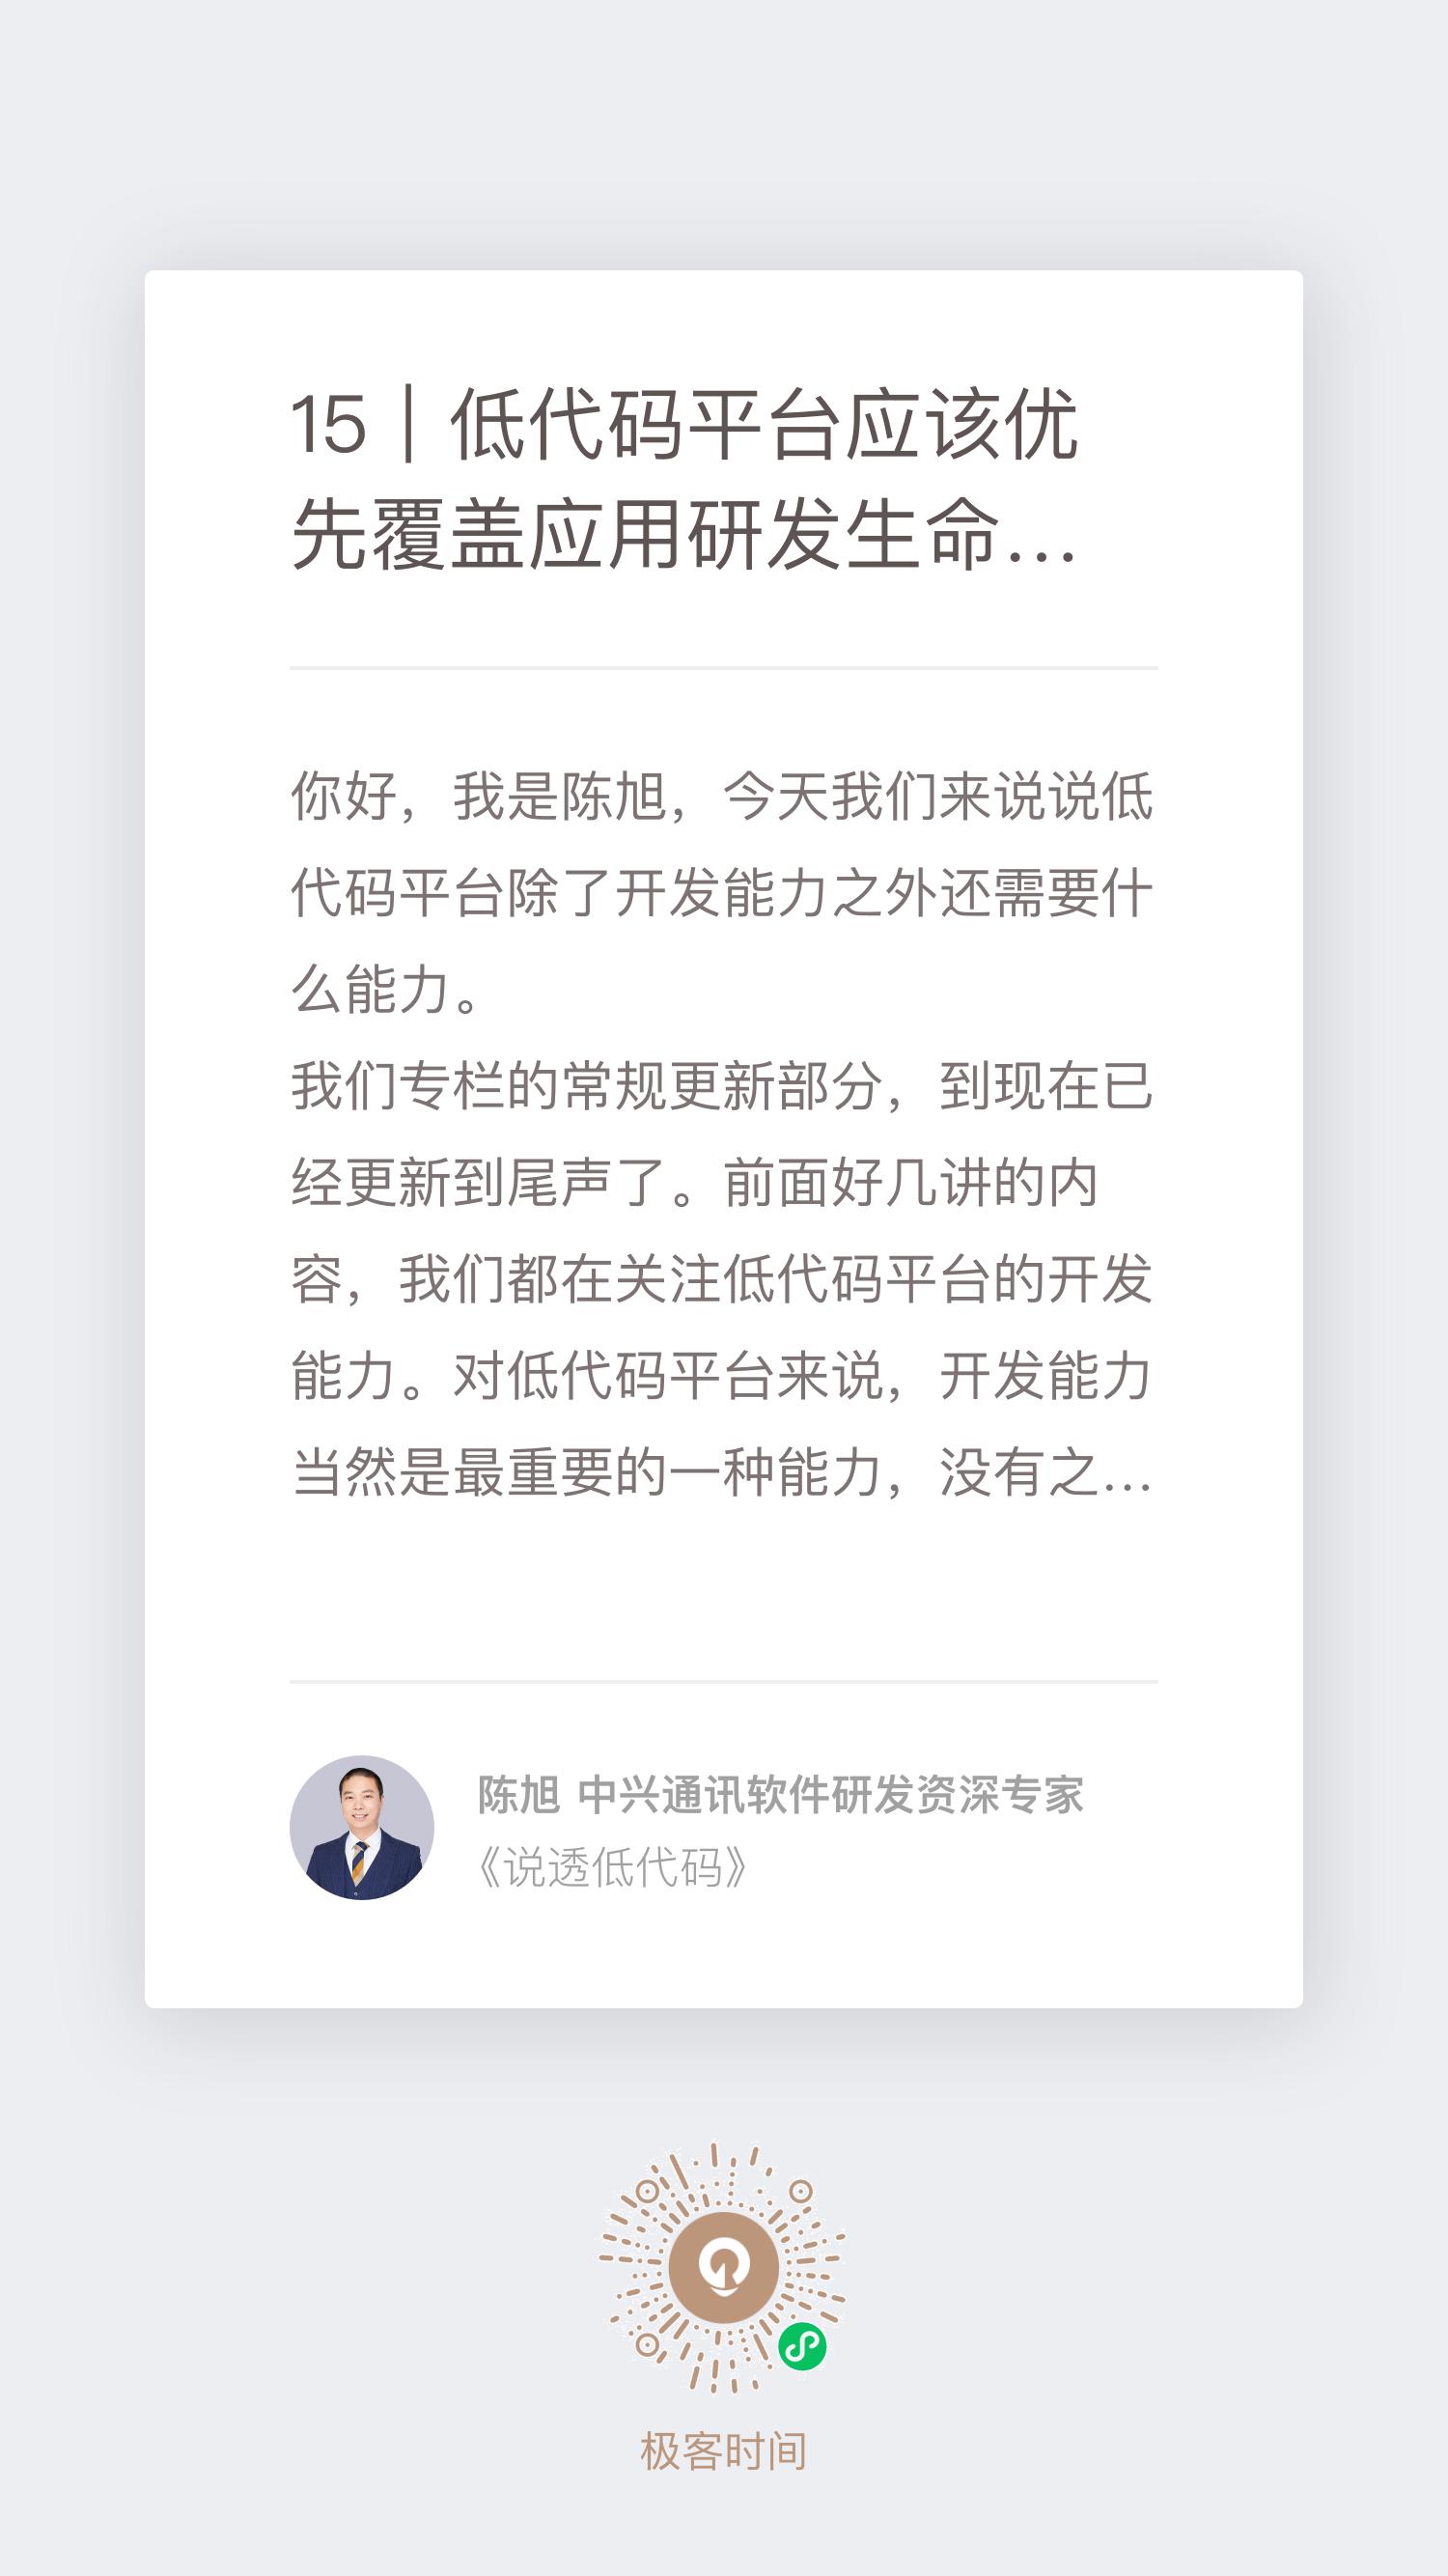 15｜低代码平台应该优
先覆盖应用研发生命...
你好，我是陈旭，今天我们来说说低
代码平台除了开发能力之外还需要什
么能力。
我们专栏的常规更新部分，到现在已
经更新到尾声了。前面好几讲的内
容，我们都在关注低代码平台的开发
能力。对低代码平台来说，开发能力
当然是最重要的一种能力，没有之...
陈旭 中兴通讯软件研发资深专家
《说透低代码》
极客时间